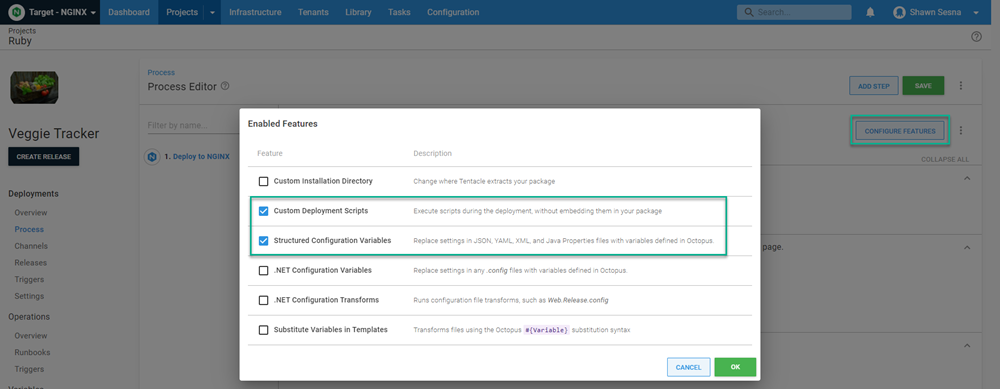 Target - NGINX Dashboard Projects Infrastructure Tenants Library Tasks Configuration Search... Shawn Sesna
PROJECTS
Ruby
Process
Process Editor
ADD STEP
SAVE
Filter by name...
CONFIGURE FEATURES
1. Deploy to NGINX
COLLAPSE ALL
Veggie Tracker
CREATE RELEASE
Deployments
Overview
Process
Channels
Releases
Triggers
Settings
Operations
Overview
Runbooks
Triggers
Variables
page.
Enabled Features
Feature Description
Custom Installation Directory Change where Tentacle extracts your package
Custom Deployment Scripts Execute scripts during the deployment, without embedding them in your package
Structured Configuration Variables Replace settings in JSON, YAML, XML, and Java Properties files with variables defined in Octopus.
.NET Configuration Variables Replace settings in any .config files with variables defined in Octopus
.NET Configuration Transforms Runs configuration file transforms, such as Web.Release.config
Substitute Variables in Templates Transforms files using the Octopus #{Variable} substitution syntax
CANCEL
OK